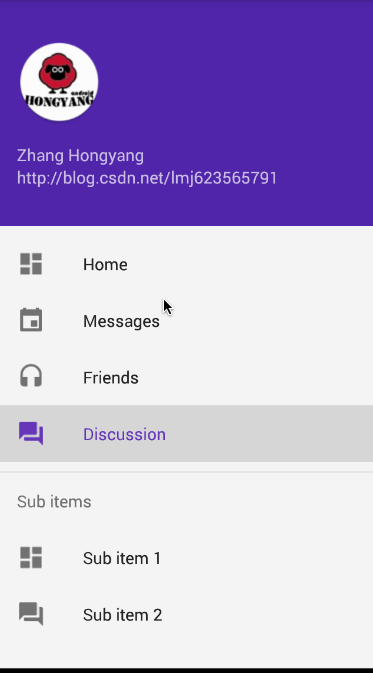 android
HONGYANG
Zhang Hongyang
http://blog.csdn.net/lmj623565791
Home
Messages
Friends
Discussion
Sub items
Sub item 1
Sub item 2